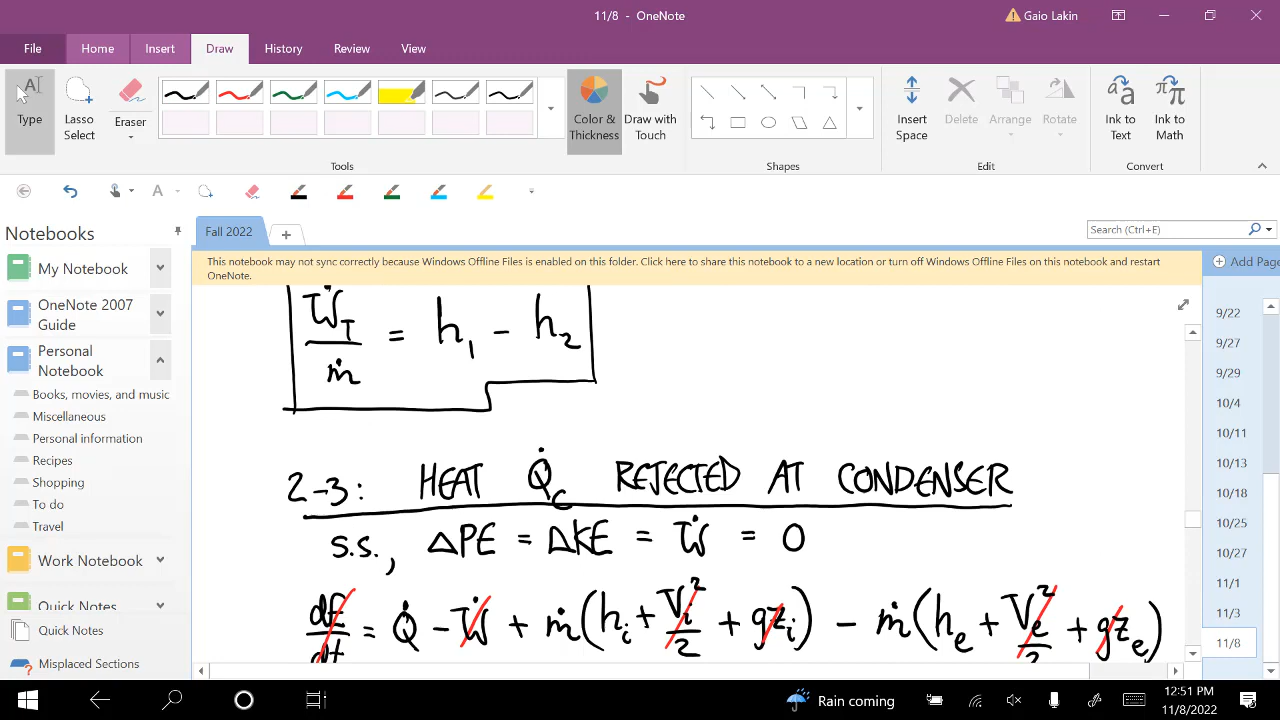 11/8 - OneNote
Gaio Lakin
File Home Insert Draw History Review View
Type
Lasso Select
Eraser
Color & Thickness
Draw with Touch
Insert Space
Delete
Arrange
Rotate
Ink to Text
Ink to Math
Tools
Shapes
Edit
Convert
Notebooks
Fall 2022
Search (Ctrl+E)
My Notebook
OneNote 2007 Guide
Personal Notebook
Books, movies, and music
Miscellaneous
Personal information
Recipes
Shopping
To do
Travel
Work Notebook
Quick Notes
Quick Notes
Misplaced Sections
This notebook may not sync correctly because Windows Offline Files is enabled on this folder. Click here to share this notebook to a new location or turn off Windows Offline Files on this notebook and restart
OneNote.
Add Page
9/22
9/27
9/29
10/4
10/11
10/13
10/18
10/25
10/27
11/1
11/3
11/8
Ẇ_T / ṁ = h₁ - h₂
2→3: HEAT Q̇_C REJECTED AT CONDENSER
S.S., ΔPE = ΔKE = Ẇ = 0
dE/dt = Q̇ - Ẇ + ṁ(h_i + V_i²/2 + gz_i) - ṁ(h_e + V_e²/2 + gz_e)
Rain coming
12:51 PM
11/8/2022